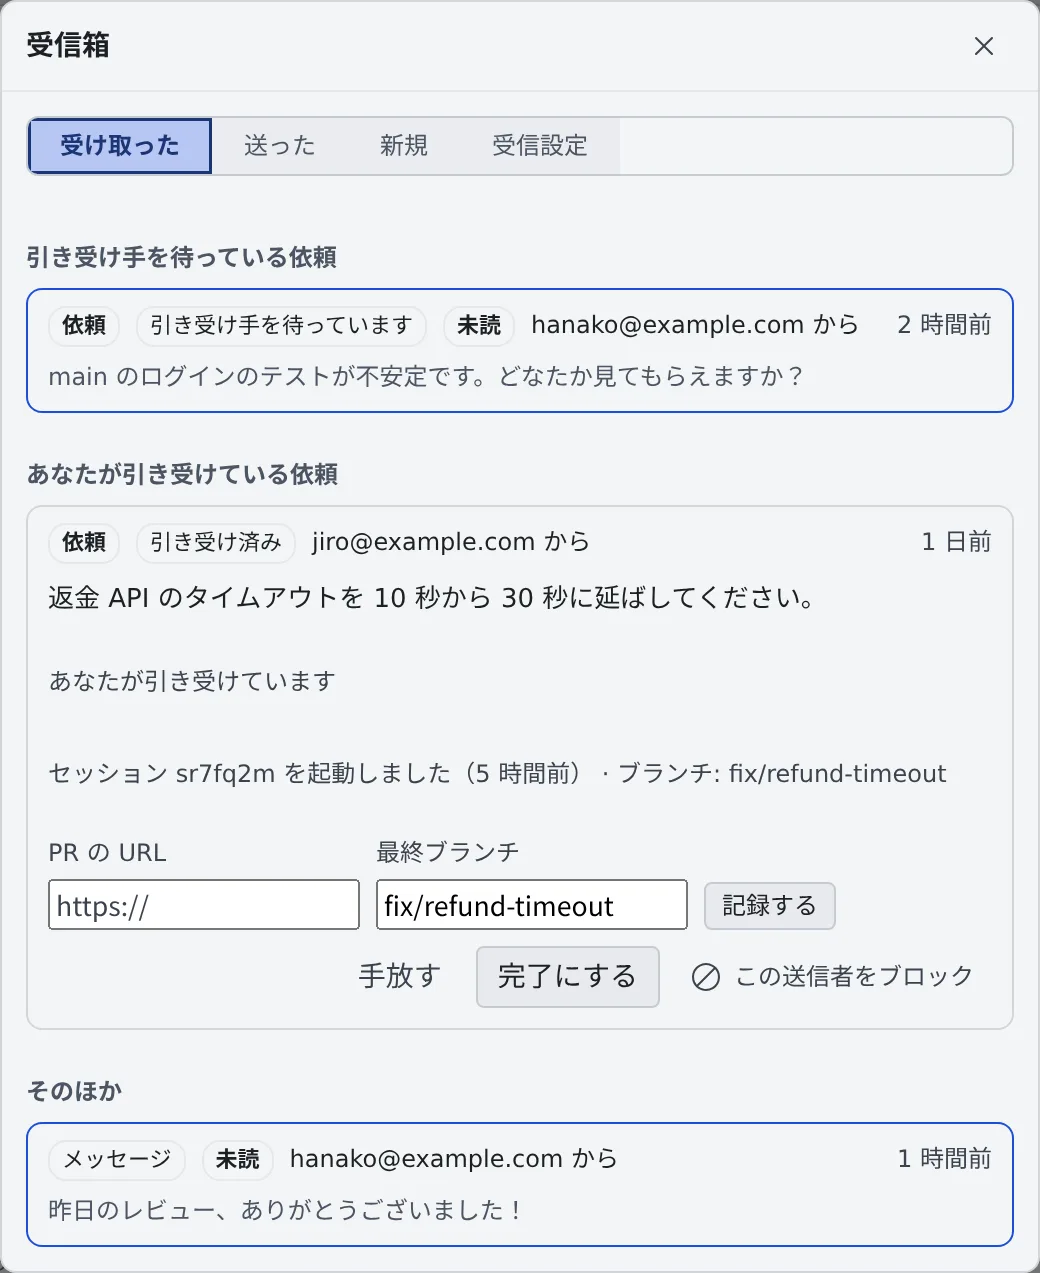 受信箱
受け取った 送った 新規 受信設定
引き受け手を待っている依頼
依頼 引き受け手を待っています 未読 hanako@example.com から 2 時間前
main のログインのテストが不安定です。どなたか見てもらえますか？
あなたが引き受けている依頼
依頼 引き受け済み jiro@example.com から 1 日前
返金 API のタイムアウトを 10 秒から 30 秒に延ばしてください。
あなたが引き受けています
セッション sr7fq2m を起動しました（5 時間前） · ブランチ: fix/refund-timeout
PR の URL 最終ブランチ
https:// fix/refund-timeout 記録する
手放す 完了にする この送信者をブロック
そのほか
メッセージ 未読 hanako@example.com から 1 時間前
昨日のレビュー、ありがとうございました！